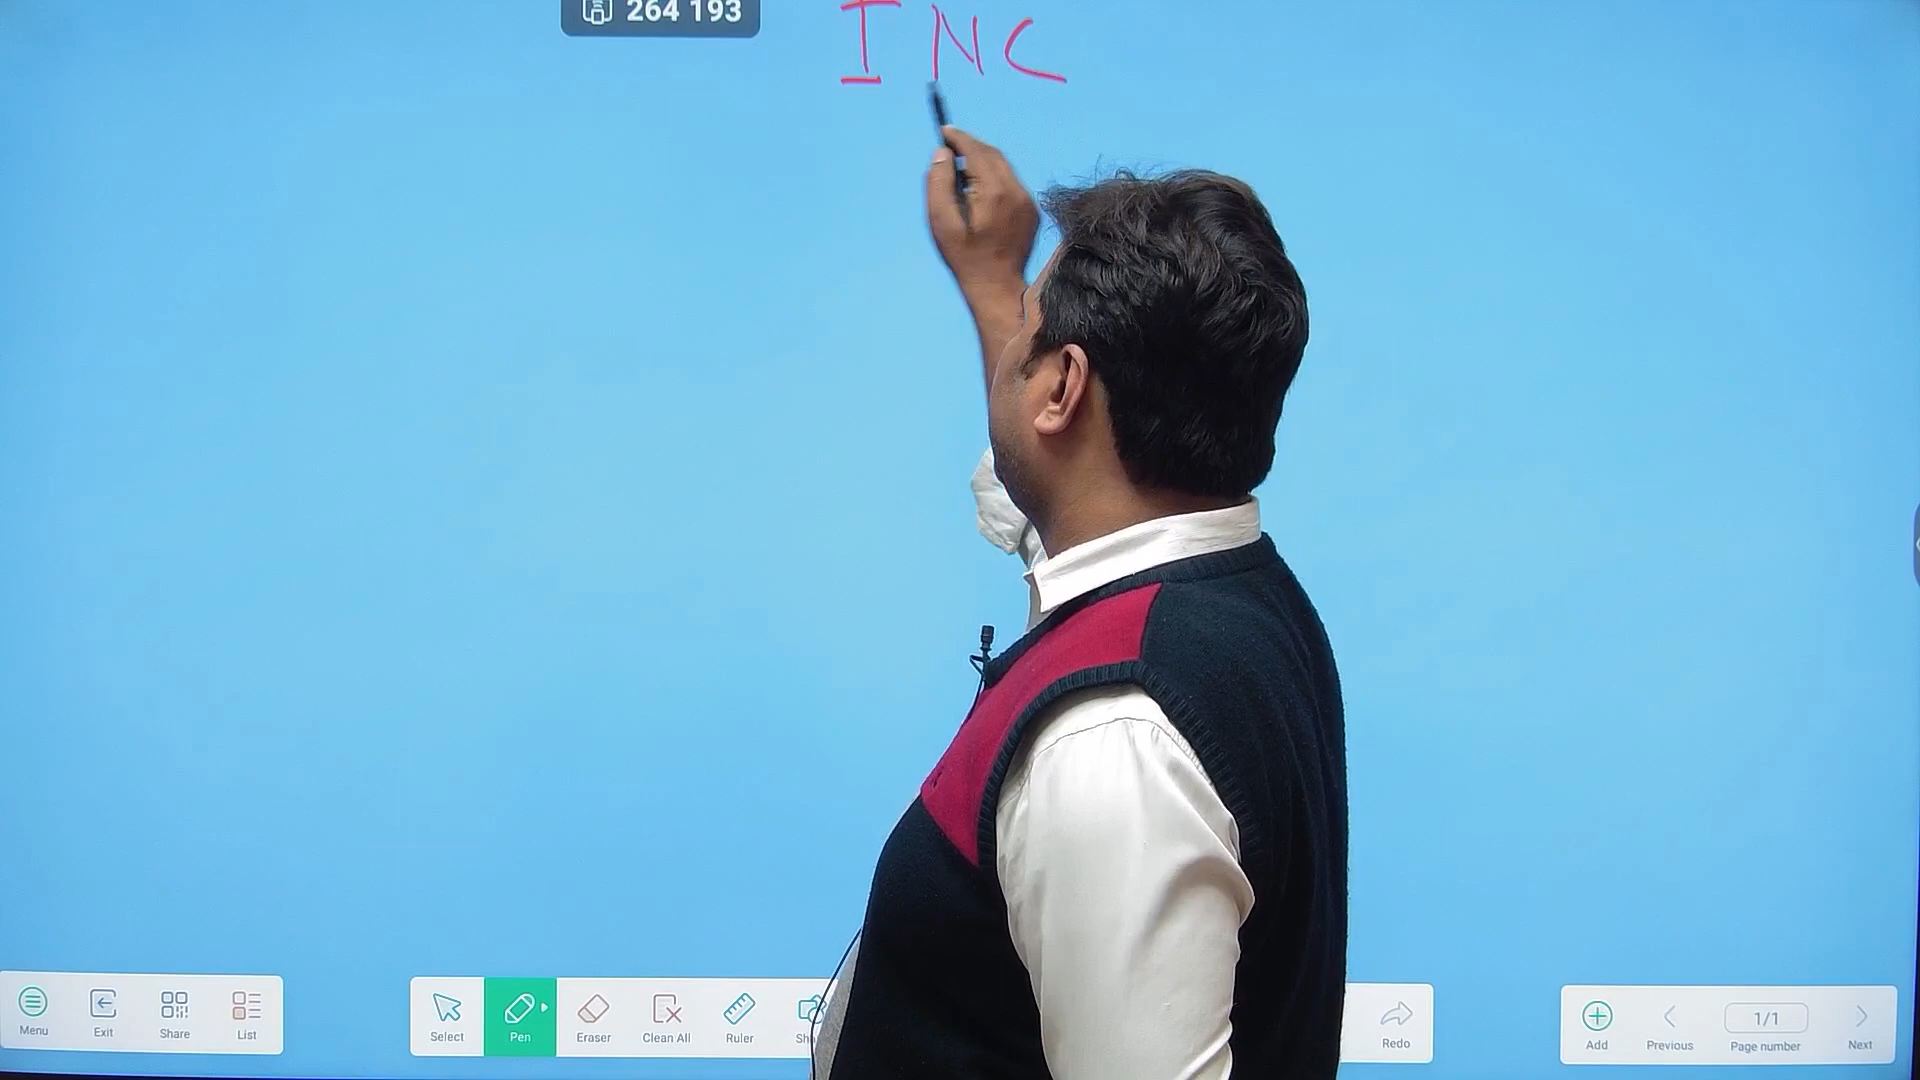 264 193
INC
Menu
Exit
Share
List
Select
Pen
Eraser
Clean All
Ruler
Sh
Redo
Add
Previous
1/1
Page number
Next